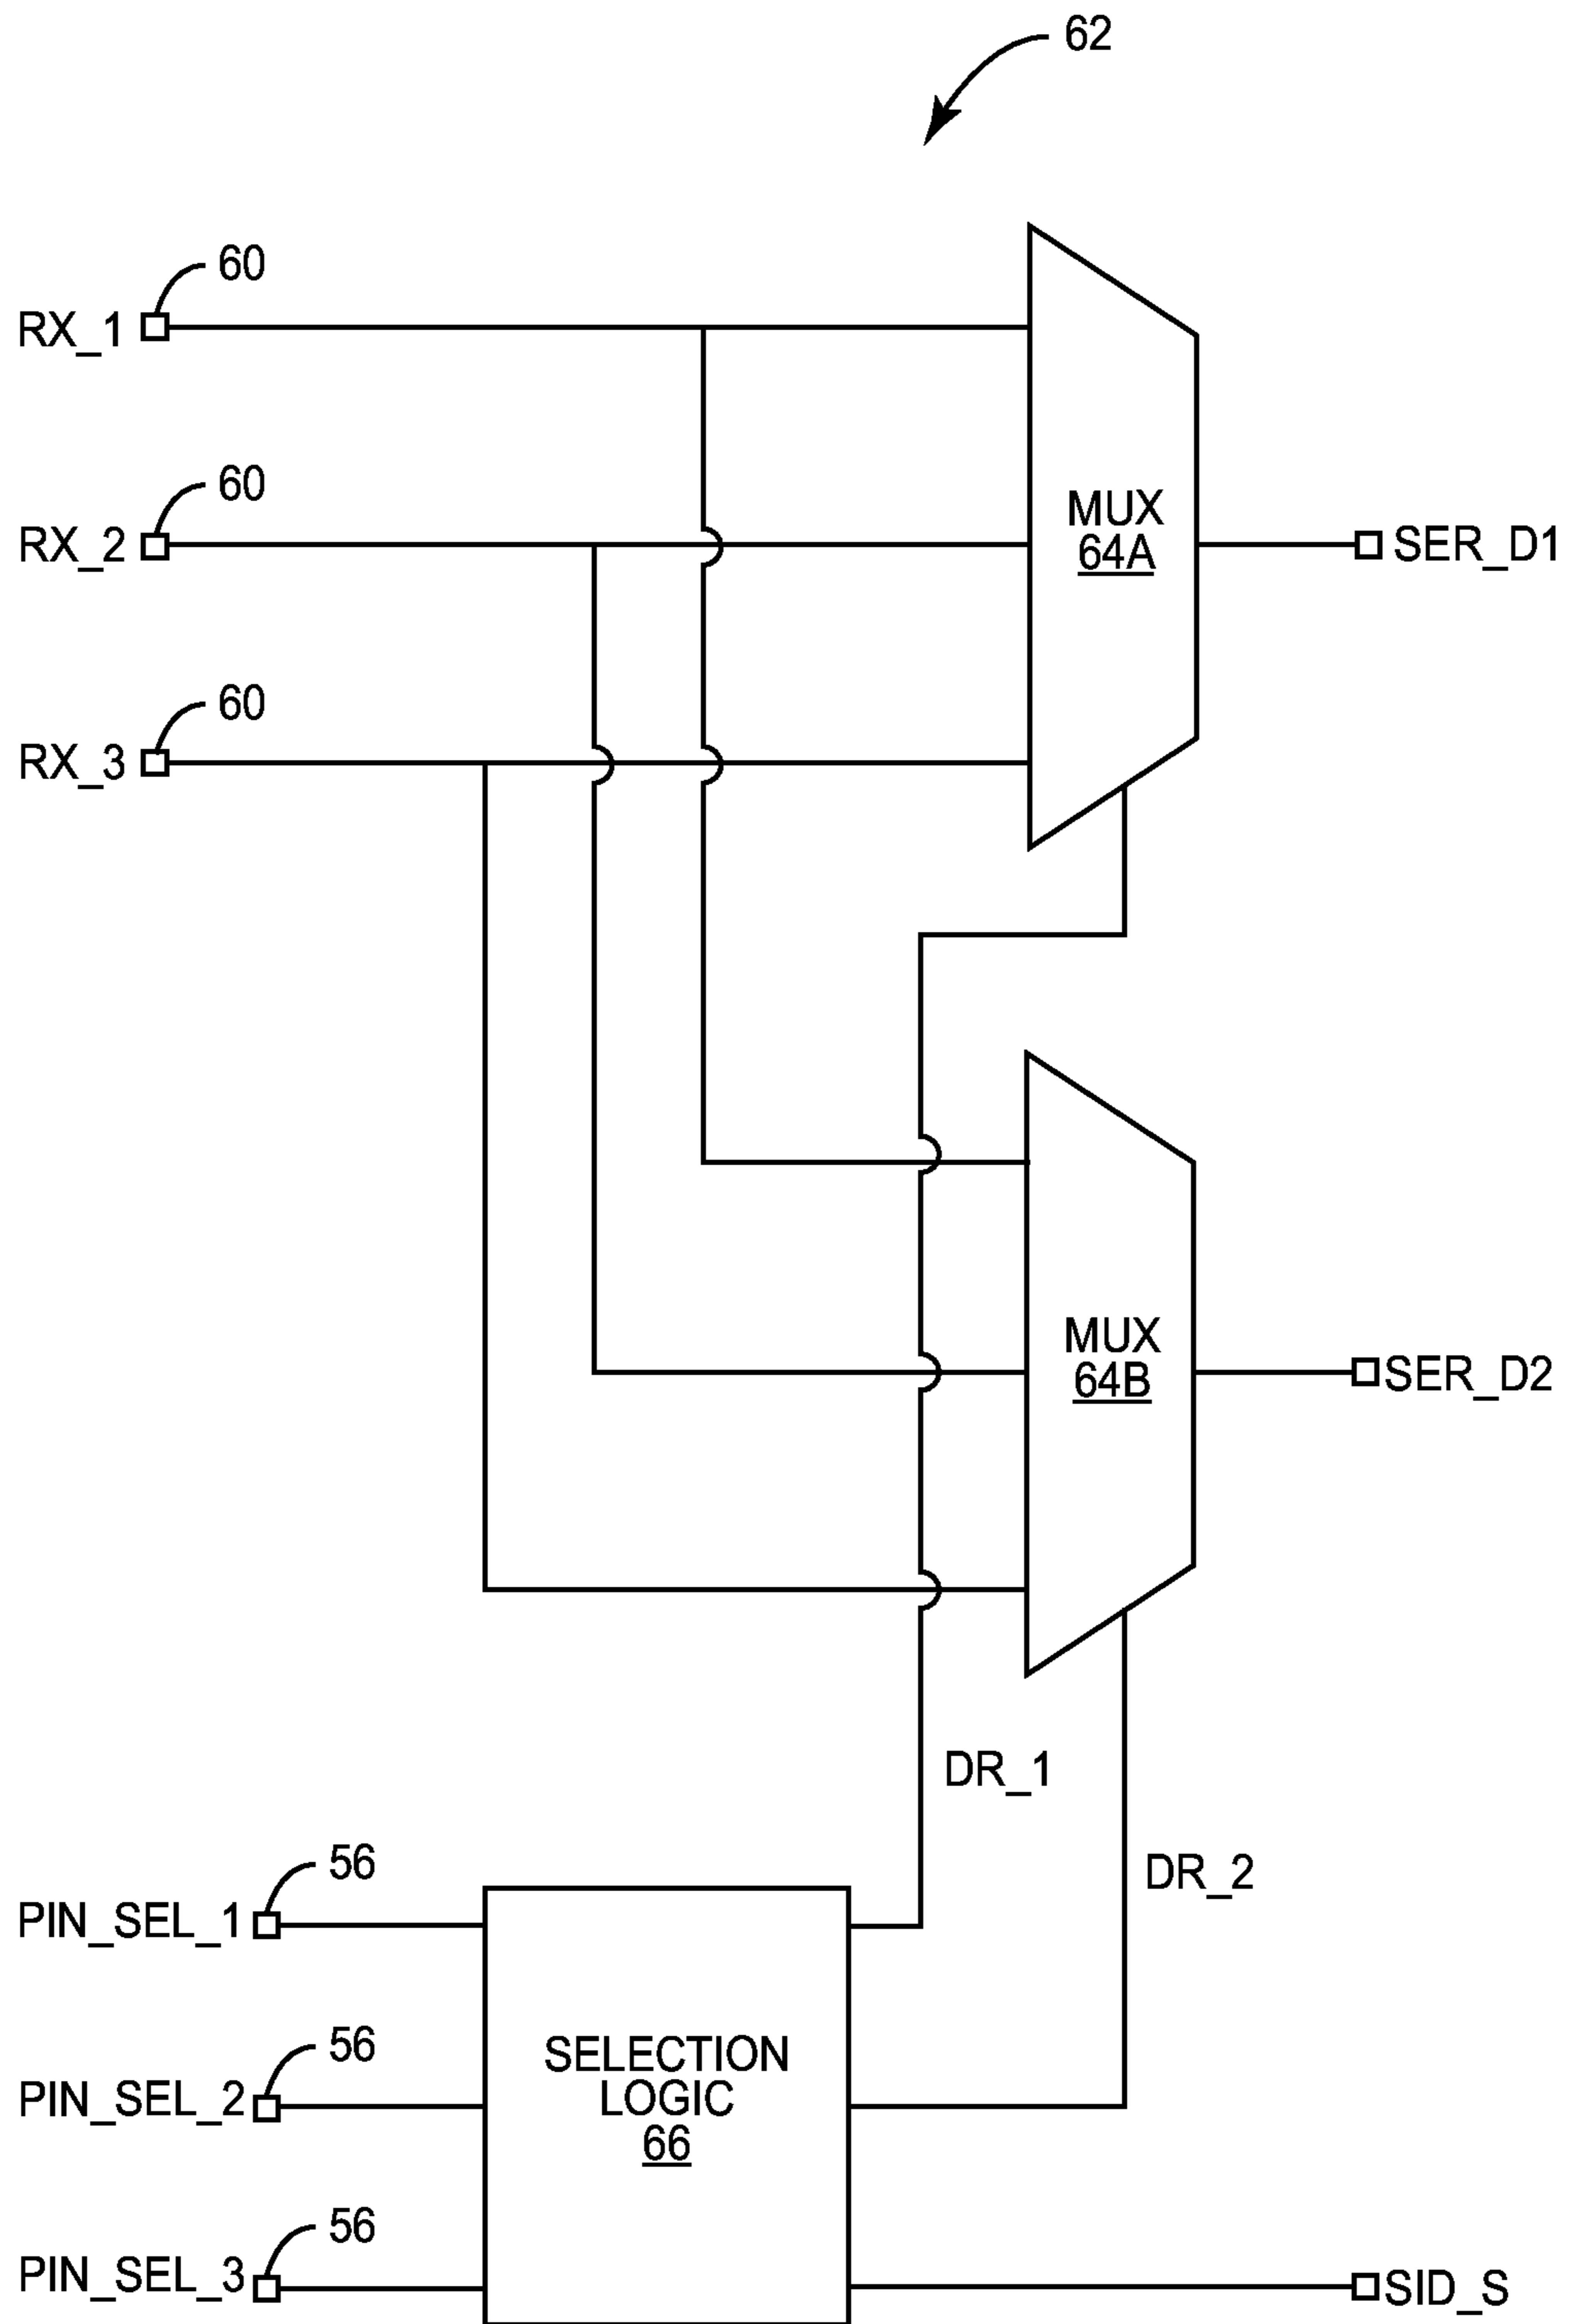 62
60
RX_1
60
RX_2
MUX
64A
SER_D1
60
RX_3
MUX
64B
SER_D2
DR_1
56
DR_2
PIN_SEL_1
56
SELECTION
LOGIC
66
PIN_SEL_2
56
PIN_SEL_3
SID_S